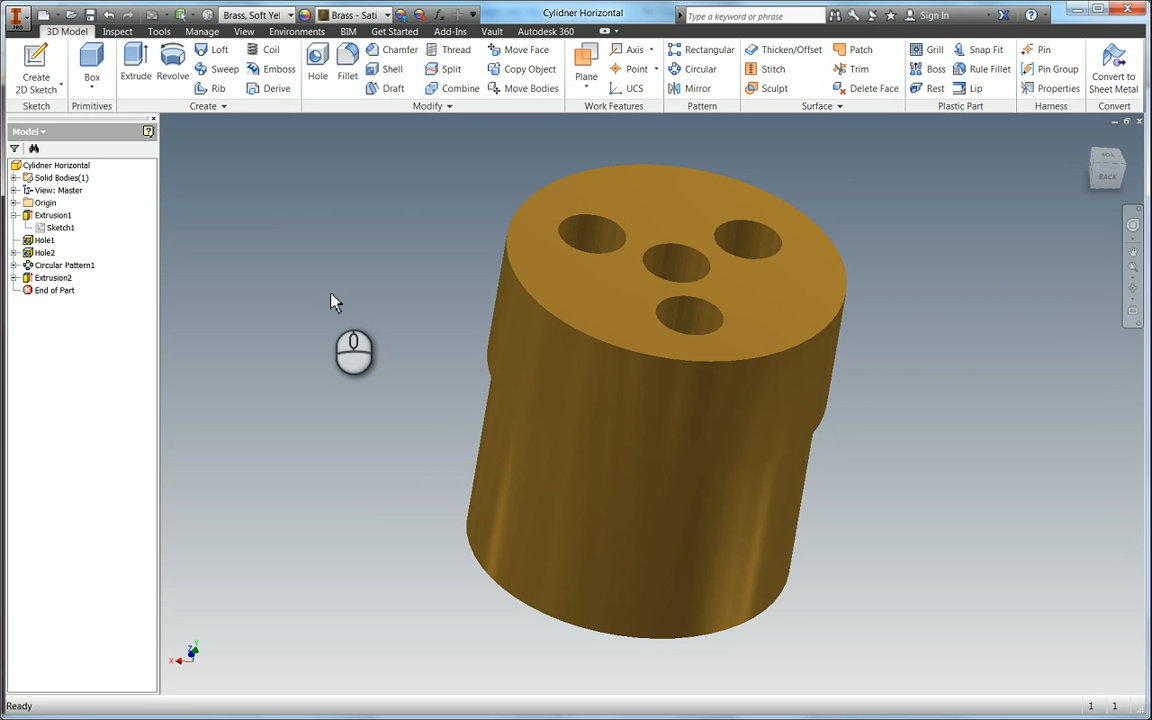 Brass, Soft Yel
Brass - Sati
Cylidner Horizontal
Type a keyword or phrase
Sign In
PRO
3D Model
Inspect
Tools
Manage
View
Environments
BIM
Get Started
Add-Ins
Vault
Autodesk 360
Create
2D Sketch
Sketch
Box
Primitives
Extrude
Revolve
Loft
Sweep
Rib
Coil
Emboss
Derive
Create
Hole
Fillet
Chamfer
Shell
Draft
Thread
Split
Combine
Move Face
Copy Object
Move Bodies
Modify
Plane
Axis
Point
UCS
Work Features
Rectangular
Circular
Mirror
Pattern
Thicken/Offset
Stitch
Sculpt
Patch
Trim
Delete Face
Surface
Grill
Boss
Rest
Snap Fit
Rule Fillet
Lip
Plastic Part
Pin
Pin Group
Properties
Harness
Convert to
Sheet Metal
Convert
Model
Cylidner Horizontal
Solid Bodies(1)
View: Master
Origin
Extrusion1
Sketch1
Hole1
Hole2
Circular Pattern1
Extrusion2
End of Part
BACK
X
Y
Z
Ready
1 1